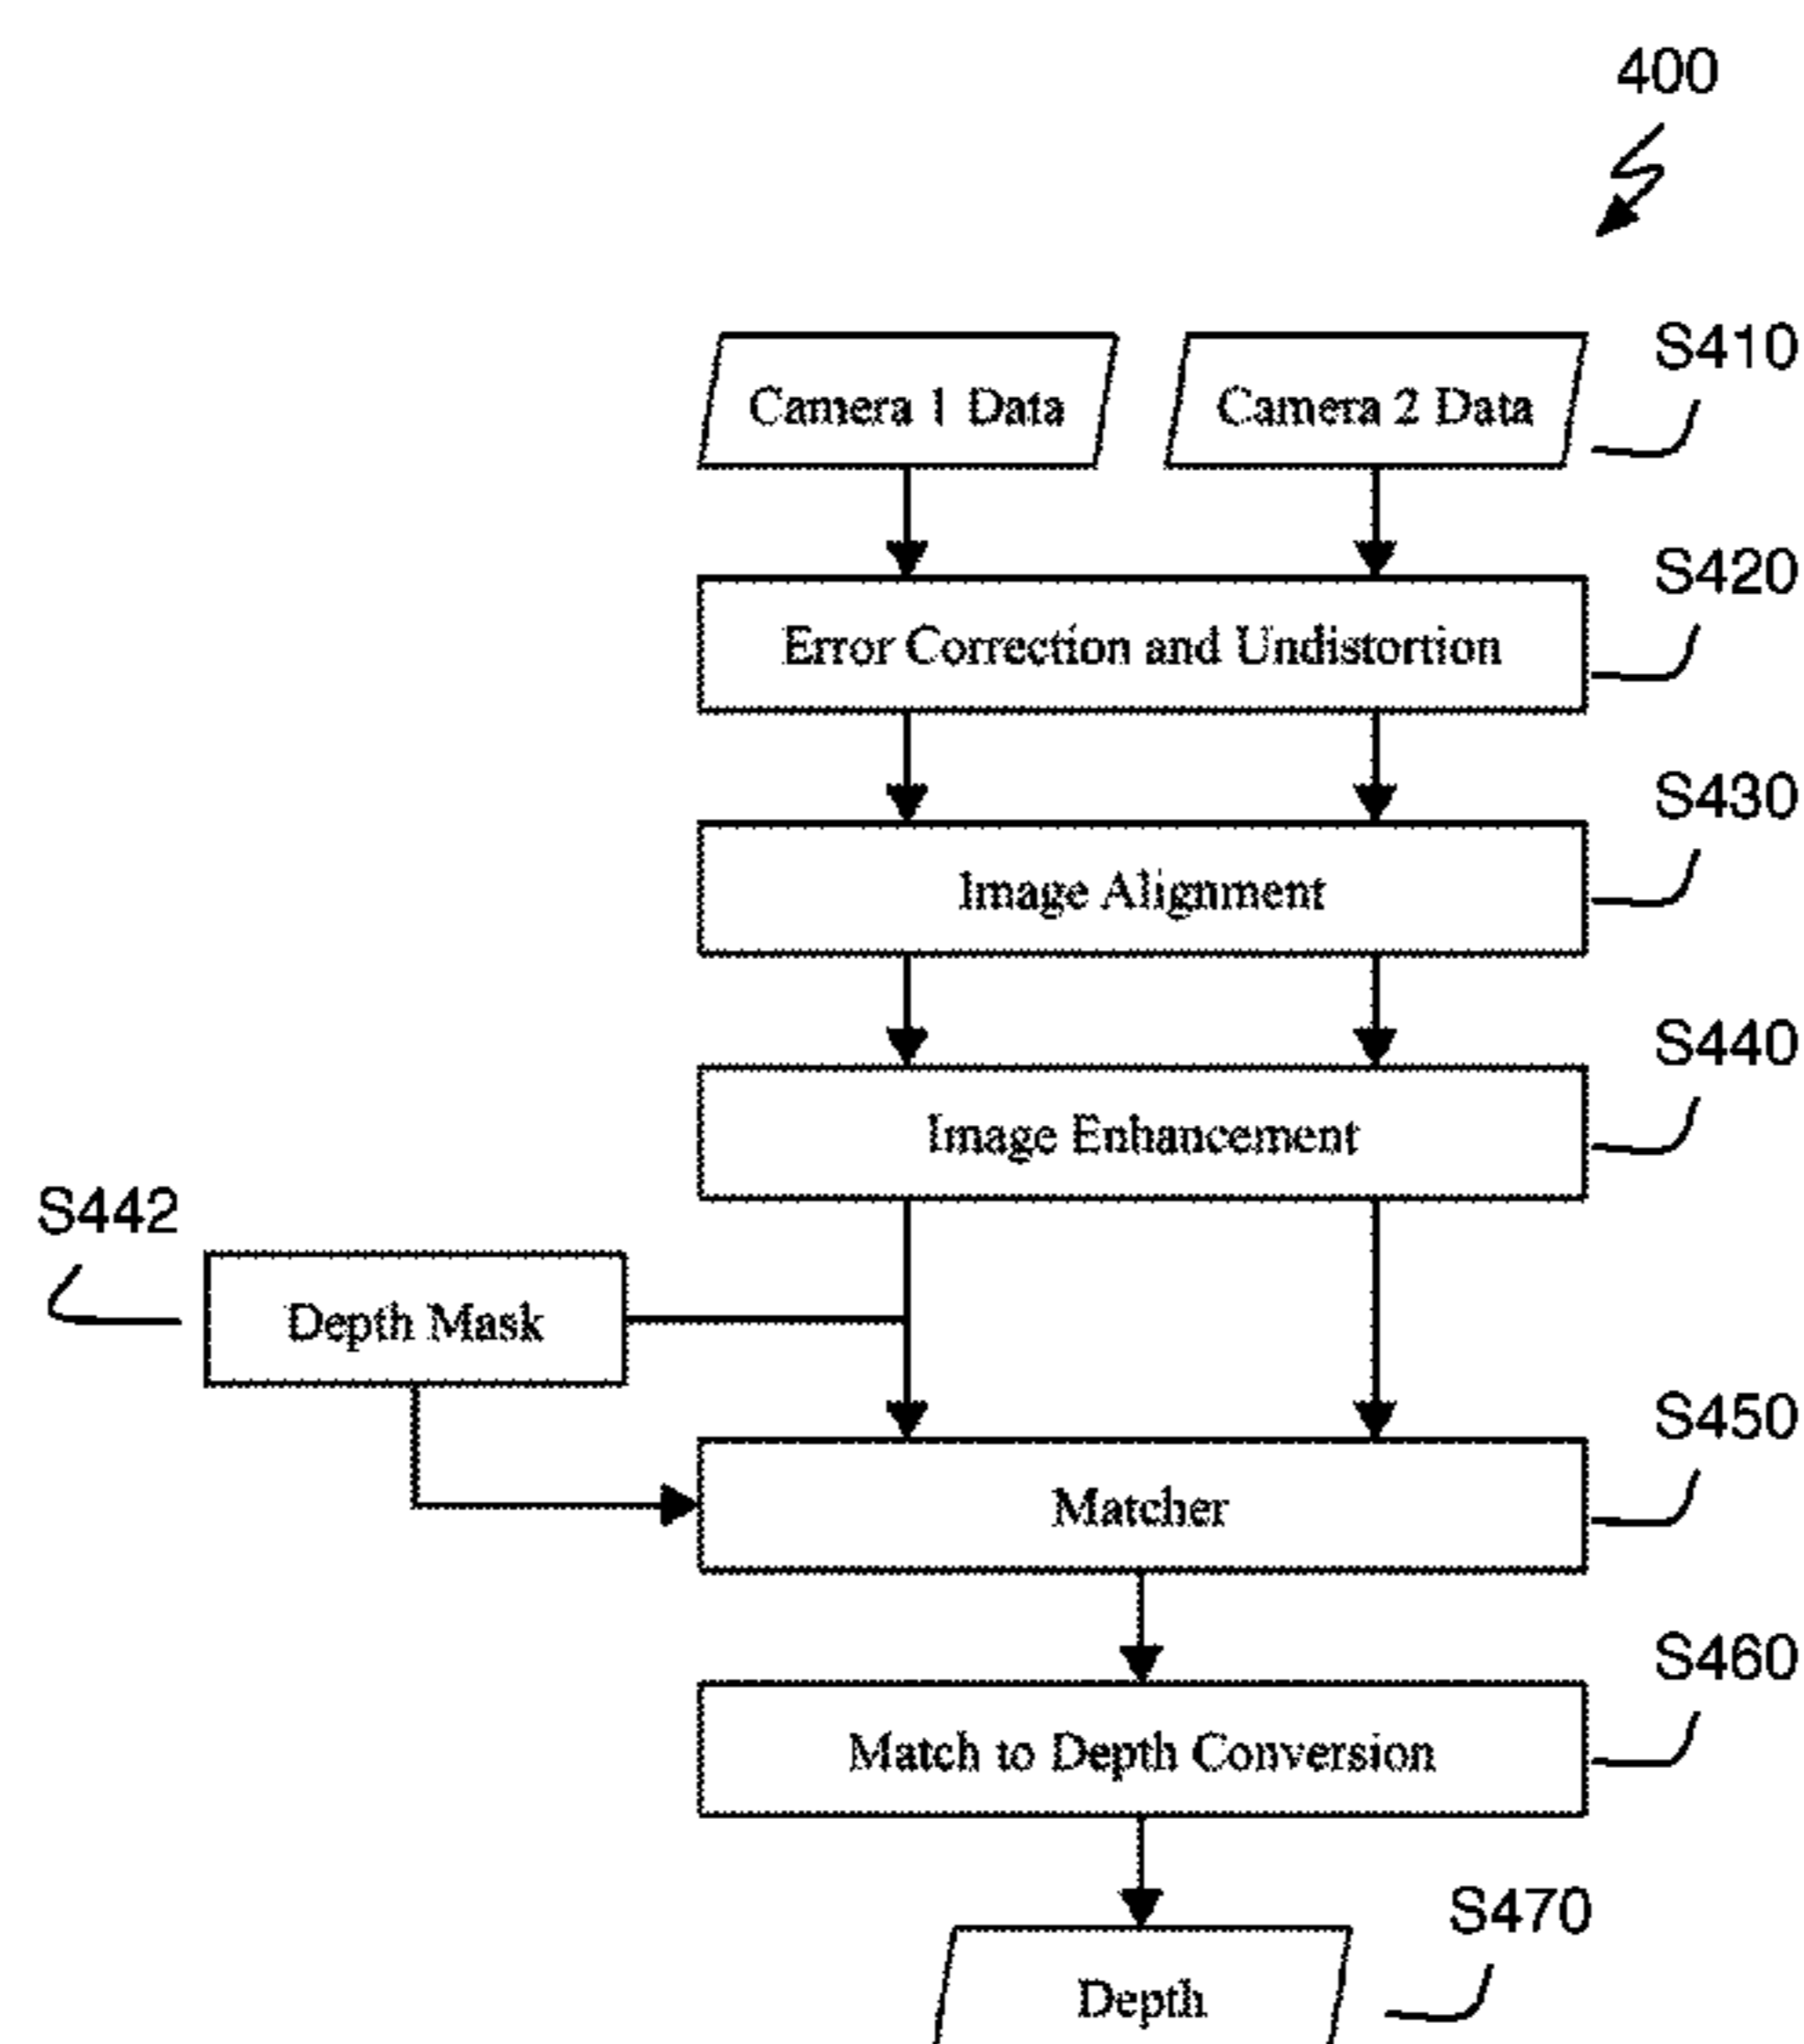 400
Camera 1 Data
Camera 2 Data
S410
Error Correction and Undistortion
S420
Image Alignment
S430
Image Enhancement
S440
S442
Depth Mask
Matcher
S450
Match to Depth Conversion
S460
Depth
S470